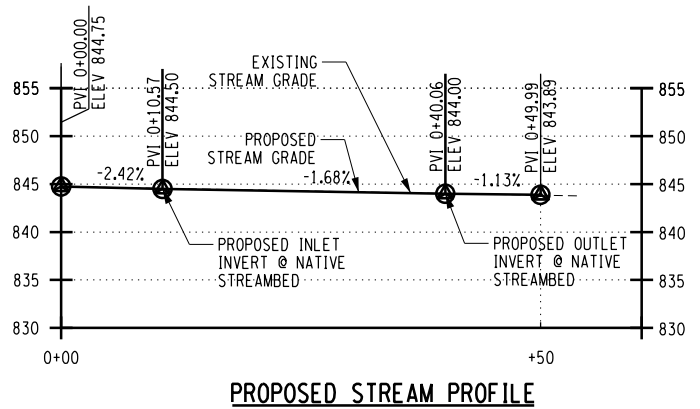 PVI 0+00.00
ELEV 844.75
PVI 0+10.57
ELEV 844.50
EXISTING
STREAM GRADE
PROPOSED
STREAM GRADE
PVI 0+40.06
ELEV 844.00
PVI 0+49.99
ELEV 843.89
855
850
845
840
835
830
855
850
845
840
835
830
-2.42%
-1.68%
-1.13%
PROPOSED INLET
INVERT @ NATIVE
STREAMBED
PROPOSED OUTLET
INVERT @ NATIVE
STREAMBED
0+00
+50
PROPOSED STREAM PROFILE